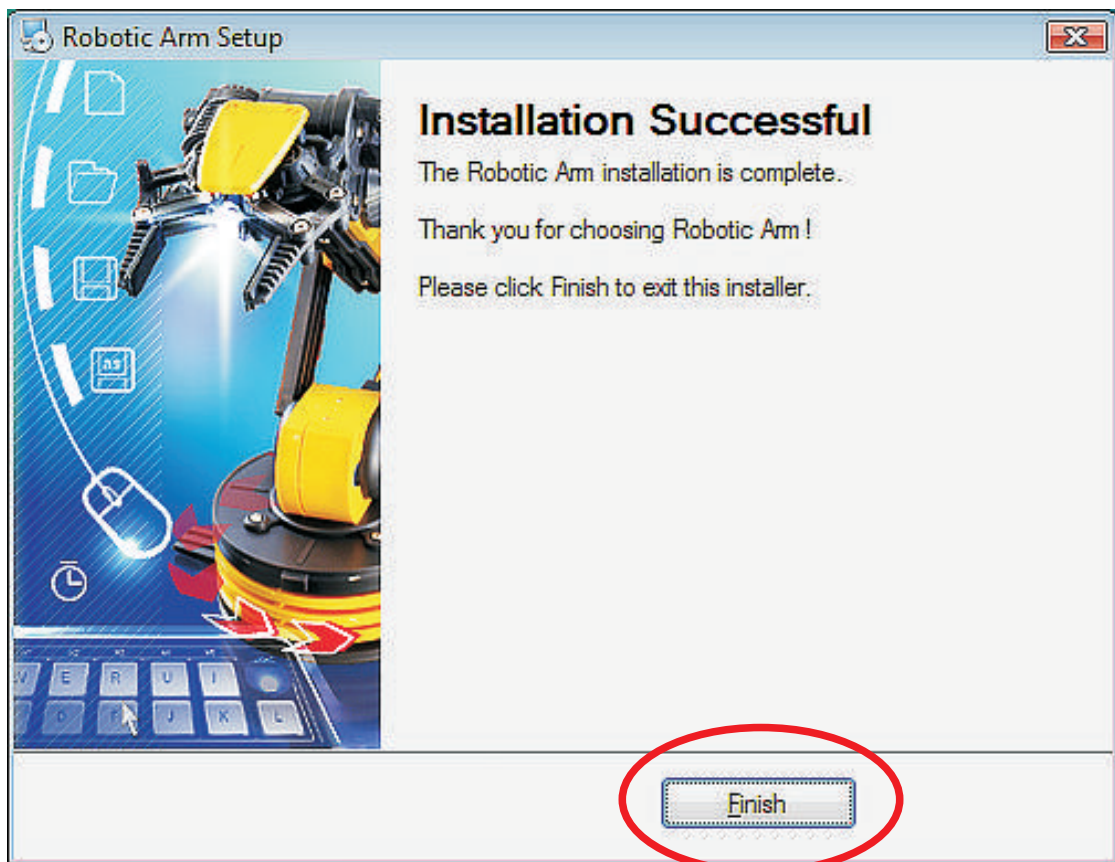 Robotic Arm Setup
Installation Successful
The Robotic Arm installation is complete.
Thank you for choosing Robotic Arm !
Please click Finish to exit this installer.
E R U I
D F J K L
Finish